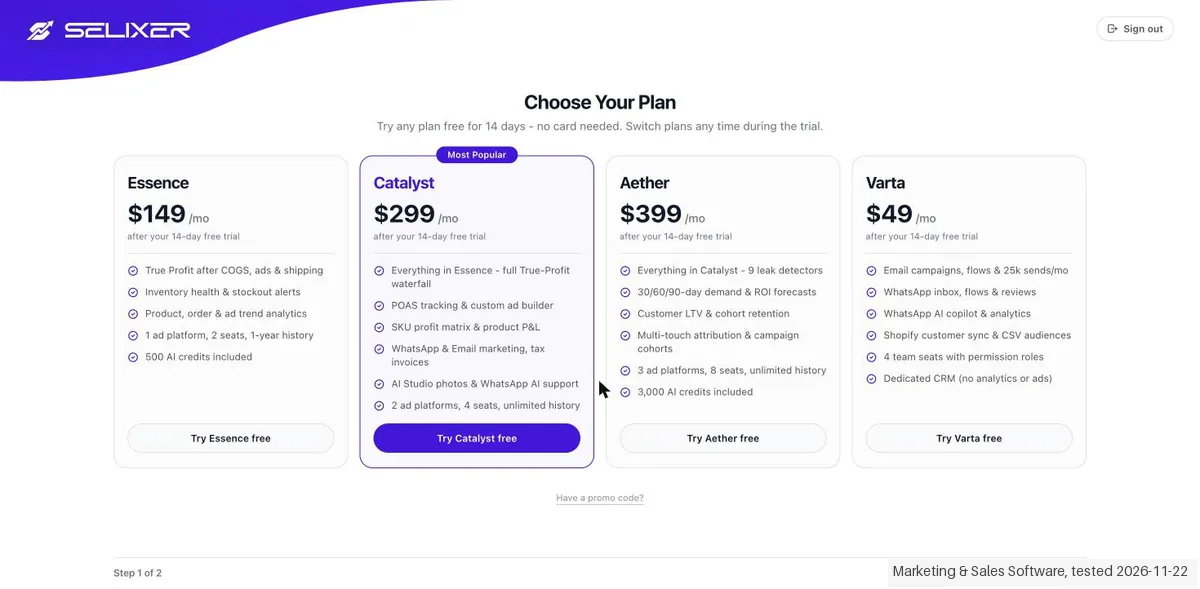 SELIXER
Sign out
Choose Your Plan
Try any plan free for 14 days - no card needed. Switch plans any time during the trial.
Essence
$149 /mo
after your 14-day free trial
True Profit after COGS, ads & shipping
Inventory health & stockout alerts
Product, order & ad trend analytics
1 ad platform, 2 seats, 1-year history
500 AI credits included
Try Essence free
Most Popular
Catalyst
$299 /mo
after your 14-day free trial
Everything in Essence - full True-Profit
waterfall
POAS tracking & custom ad builder
SKU profit matrix & product P&L
WhatsApp & Email marketing, tax
invoices
AI Studio photos & WhatsApp AI support
2 ad platforms, 4 seats, unlimited history
Try Catalyst free
Aether
$399 /mo
after your 14-day free trial
Everything in Catalyst - 9 leak detectors
30/60/90-day demand & ROI forecasts
Customer LTV & cohort retention
Multi-touch attribution & campaign
cohorts
3 ad platforms, 8 seats, unlimited history
3,000 AI credits included
Try Aether free
Varta
$49 /mo
after your 14-day free trial
Email campaigns, flows & 25k sends/mo
WhatsApp inbox, flows & reviews
WhatsApp AI copilot & analytics
Shopify customer sync & CSV audiences
4 team seats with permission roles
Dedicated CRM (no analytics or ads)
Try Varta free
Have a promo code?
Step 1 of 2
Marketing & Sales Software, tested 2026-11-22